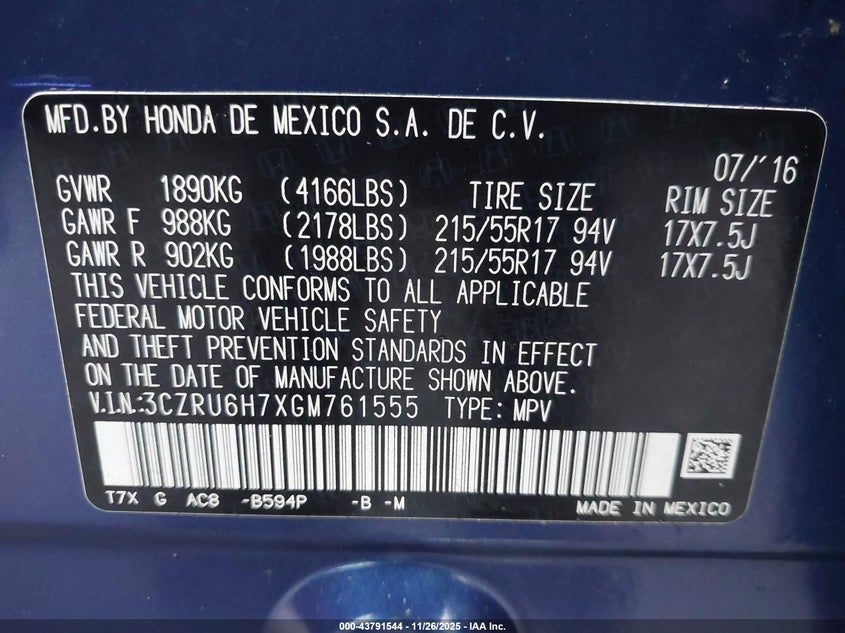 MFD.BY HONDA DE MEXICO S.A. DE C.V.
07/'16
GVWR 1890KG (4166LBS) TIRE SIZE RIM SIZE
GAWR F 988KG (2178LBS) 215/55R17 94V 17X7.5J
GAWR R 902KG (1988LBS) 215/55R17 94V 17X7.5J
THIS VEHICLE CONFORMS TO ALL APPLICABLE
FEDERAL MOTOR VEHICLE SAFETY
AND THEFT PREVENTION STANDARDS IN EFFECT
ON THE DATE OF MANUFACTURE SHOWN ABOVE.
V.I.N.:3CZRU6H7XGM761555 TYPE: MPV
T7X G AC8 -B594P -B -M MADE IN MEXICO
000-43791544 - 11/26/2025 - IAA Inc.